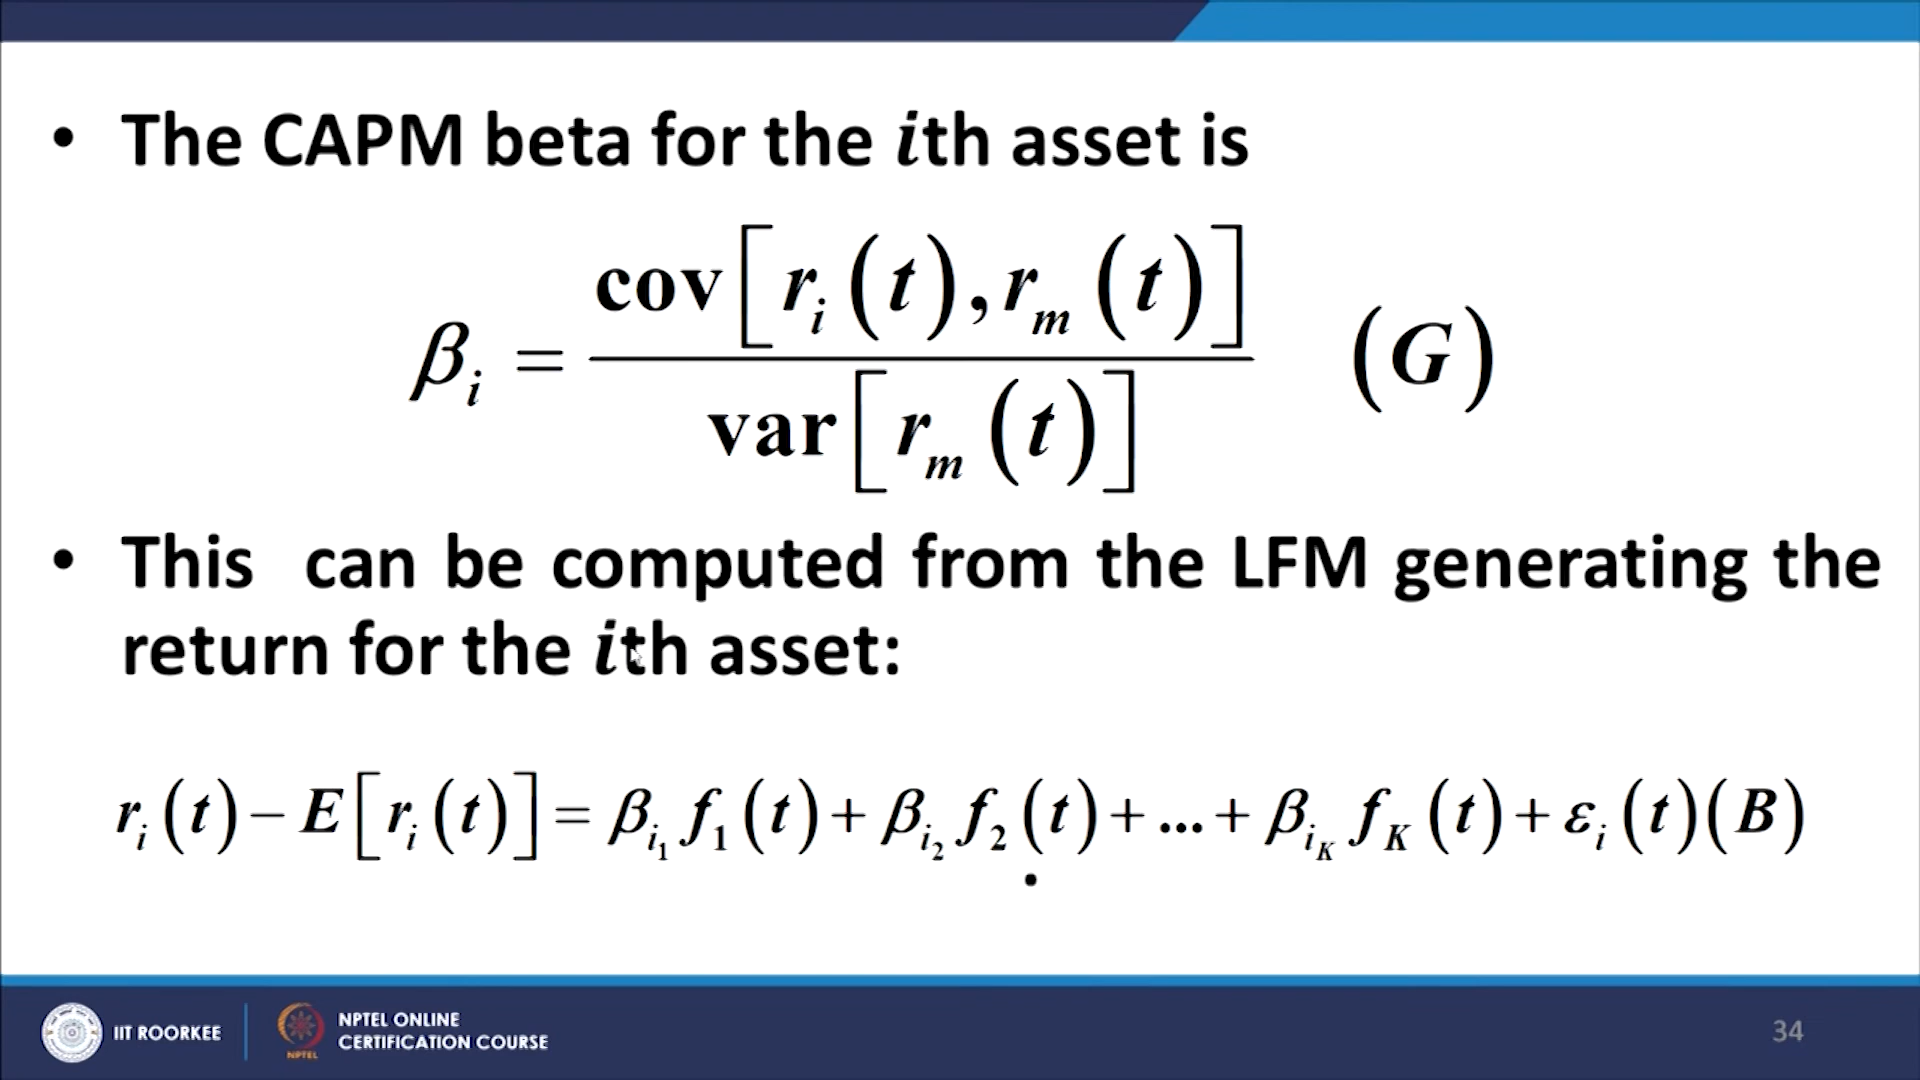 • The CAPM beta for the ith asset is
β_i = cov[r_i(t), r_m(t)] / var[r_m(t)] (G)
• This can be computed from the LFM generating the
return for the ith asset:
r_i(t) − E[r_i(t)] = β_{i_1} f_1(t) + β_{i_2} f_2(t) + ... + β_{i_K} f_K(t) + ε_i(t) (B)
.
IIT ROORKEE
NPTEL
NPTEL ONLINE
CERTIFICATION COURSE
34